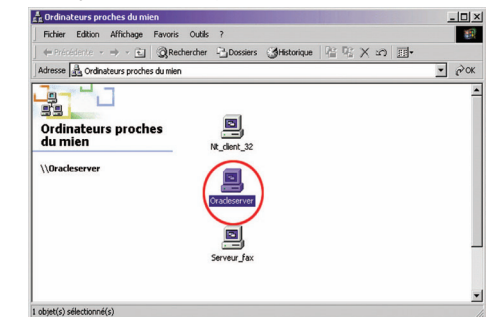 Ordinateurs proches du mien
Fichier Edition Affichage Favoris Outils ?
Précédente Rechercher Dossiers Historique
Adresse Ordinateurs proches du mien OK
Ordinateurs proches
du mien
\\Oracleserver
Nt_client_32
Oracleserver
Serveur_fax
1 objet(s) sélectionné(s)